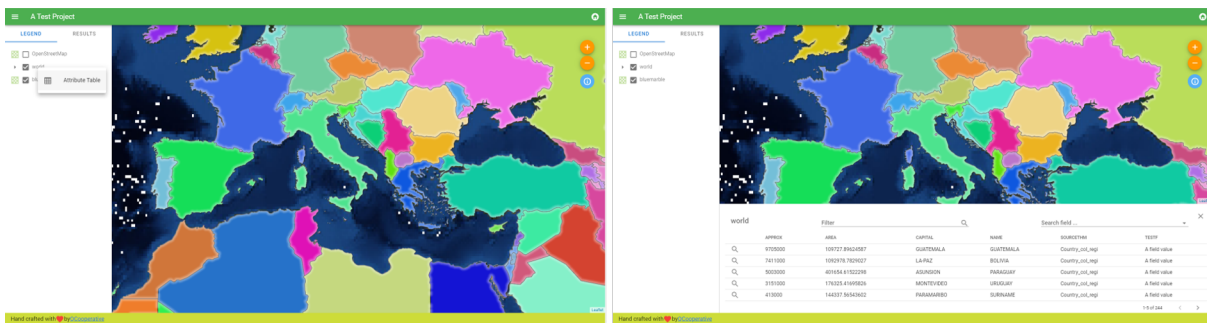 A Test Project
LEGEND RESULTS
OpenStreetMap
world
Attribute Table
Leaflet
Hand crafted with by QCooperative
A Test Project
LEGEND RESULTS
OpenStreetMap
world
bluemarble
world Filter Search field ...
APPROX AREA CAPITAL NAME SOURCETHM TESTF
9705000 109727.89624587 GUATEMALA GUATEMALA Country_col_regi A field value
7411000 1092978.7829027 LA PAZ BOLIVIA Country_col_regi A field value
5003000 401654.61522398 ASUNSION PARAGUAY Country_col_regi A field value
3151000 176325.41695826 MONTEVIDEO URUGUAY Country_col_regi A field value
413000 144337.56543602 PARAMARIBO SURINAME Country_col_regi A field value
1-5 of 244
Hand crafted with by QCooperative